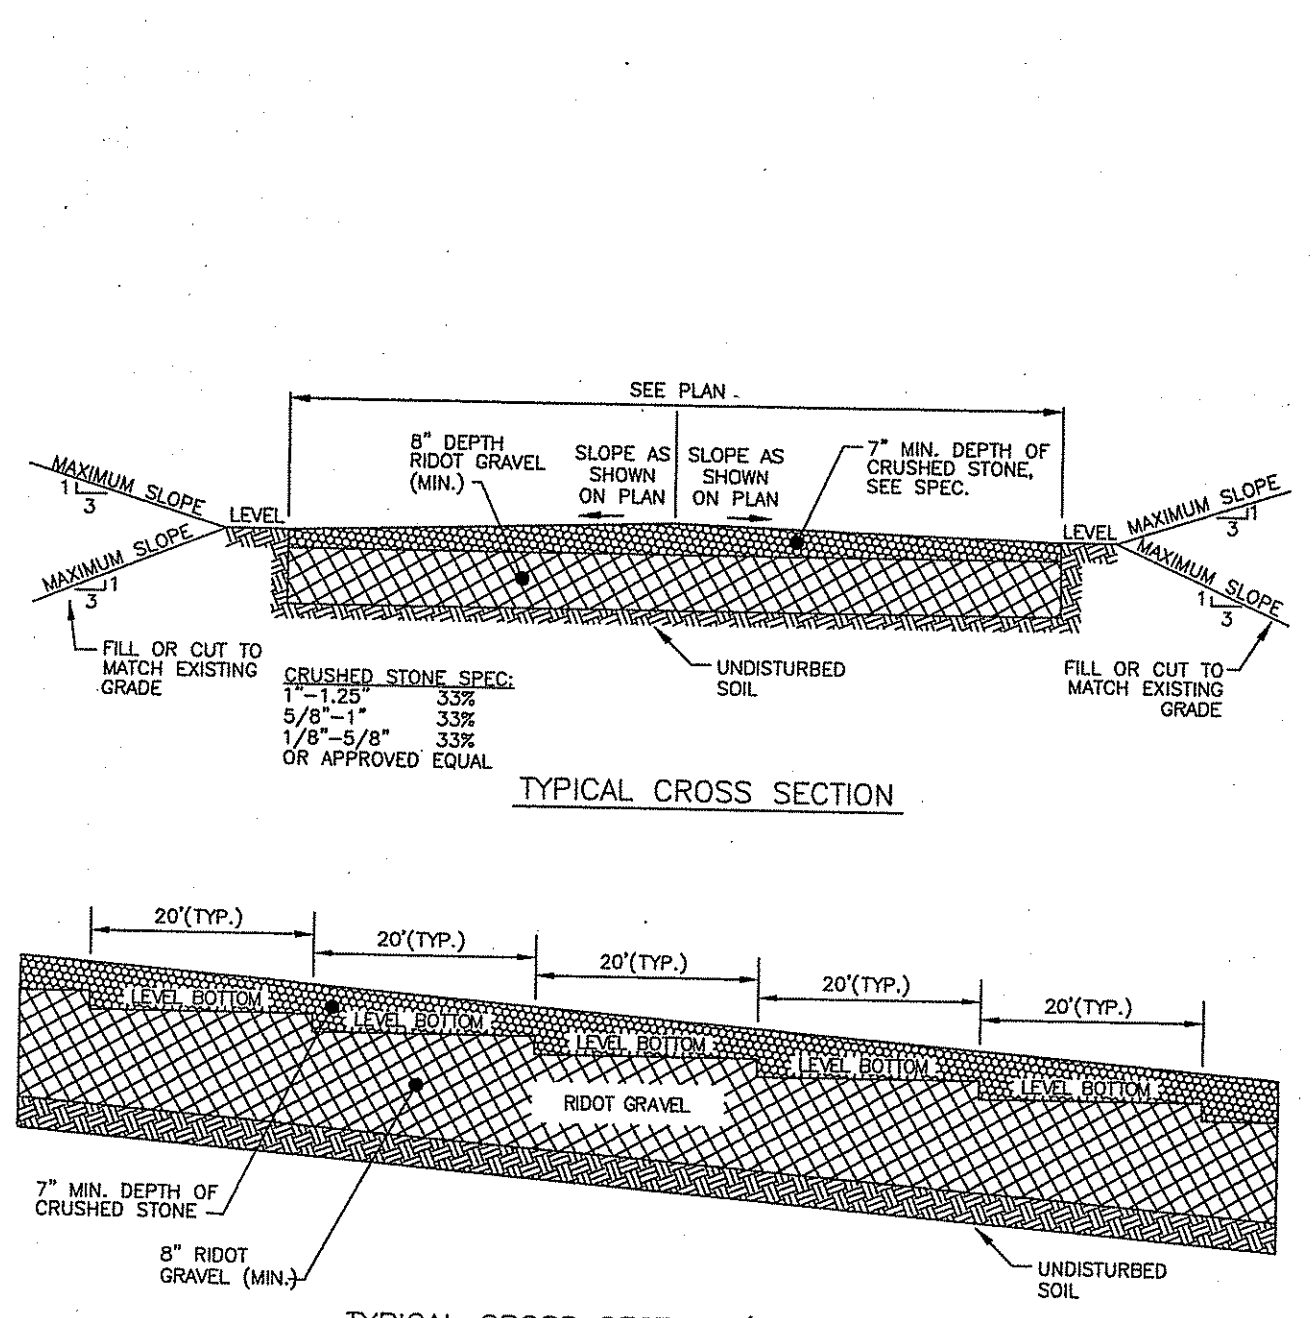 SEE PLAN
8" DEPTH
RIDOT GRAVEL
(MIN.)
SLOPE AS
SHOWN
ON PLAN
SLOPE AS
SHOWN
ON PLAN
7" MIN. DEPTH OF
CRUSHED STONE,
SEE SPEC.
MAXIMUM SLOPE
1
3
LEVEL
MAXIMUM SLOPE
1
3
LEVEL
MAXIMUM SLOPE
1
3
MAXIMUM SLOPE
1
3
FILL OR CUT TO
MATCH EXISTING
GRADE
UNDISTURBED
SOIL
FILL OR CUT TO
MATCH EXISTING
GRADE
CRUSHED STONE SPEC:
1"-1.25" 33%
5/8"-1" 33%
1/8"-5/8" 33%
OR APPROVED EQUAL
TYPICAL CROSS SECTION
20'(TYP.)
20'(TYP.)
20'(TYP.)
20'(TYP.)
20'(TYP.)
LEVEL BOTTOM
LEVEL BOTTOM
LEVEL BOTTOM
LEVEL BOTTOM
LEVEL BOTTOM
RIDOT GRAVEL
7" MIN. DEPTH OF
CRUSHED STONE
8" RIDOT
GRAVEL (MIN.)
UNDISTURBED
SOIL
TYPICAL CROSS